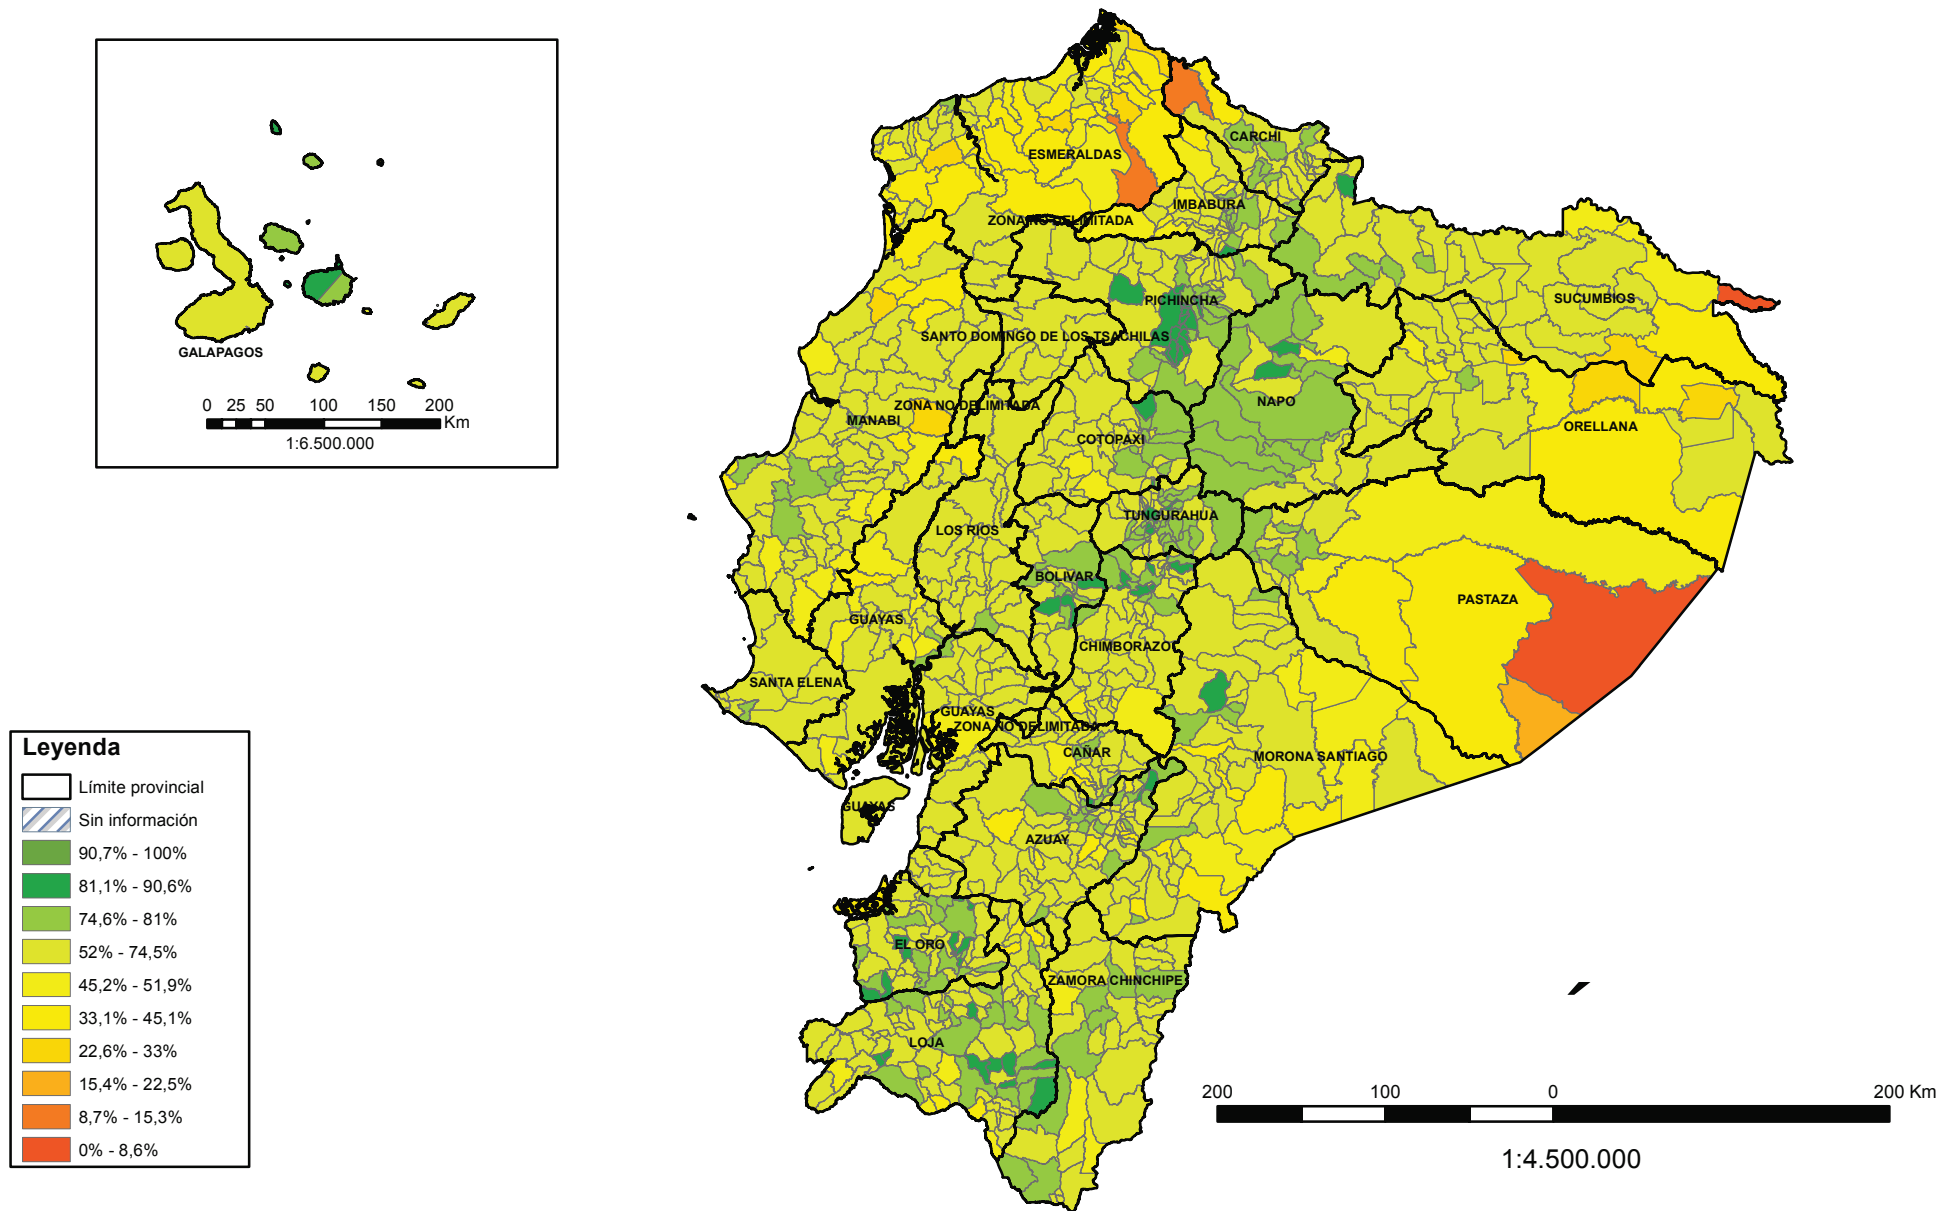 GALAPAGOS
0 25 50 100 150 200
Km
1:6.500.000
CARCHI
ESMERALDAS
IMBABURA
ZONA NO DELIMITADA
PICHINCHA
SUCUMBIOS
SANTO DOMINGO DE LOS TSACHILAS
NAPO
ZONA NO DELIMITADA
MANABI
ORELLANA
COTOPAXI
TUNGURAHUA
LOS RIOS
BOLIVAR
PASTAZA
GUAYAS
CHIMBORAZO
SANTA ELENA
GUAYAS
ZONA NO DELIMITADA
CAÑAR
MORONA SANTIAGO
GUAYAS
AZUAY
EL ORO
ZAMORA CHINCHIPE
LOJA
Leyenda
Límite provincial
Sin información
90,7% - 100%
81,1% - 90,6%
74,6% - 81%
52% - 74,5%
45,2% - 51,9%
33,1% - 45,1%
22,6% - 33%
15,4% - 22,5%
8,7% - 15,3%
0% - 8,6%
200 100 0 200 Km
1:4.500.000